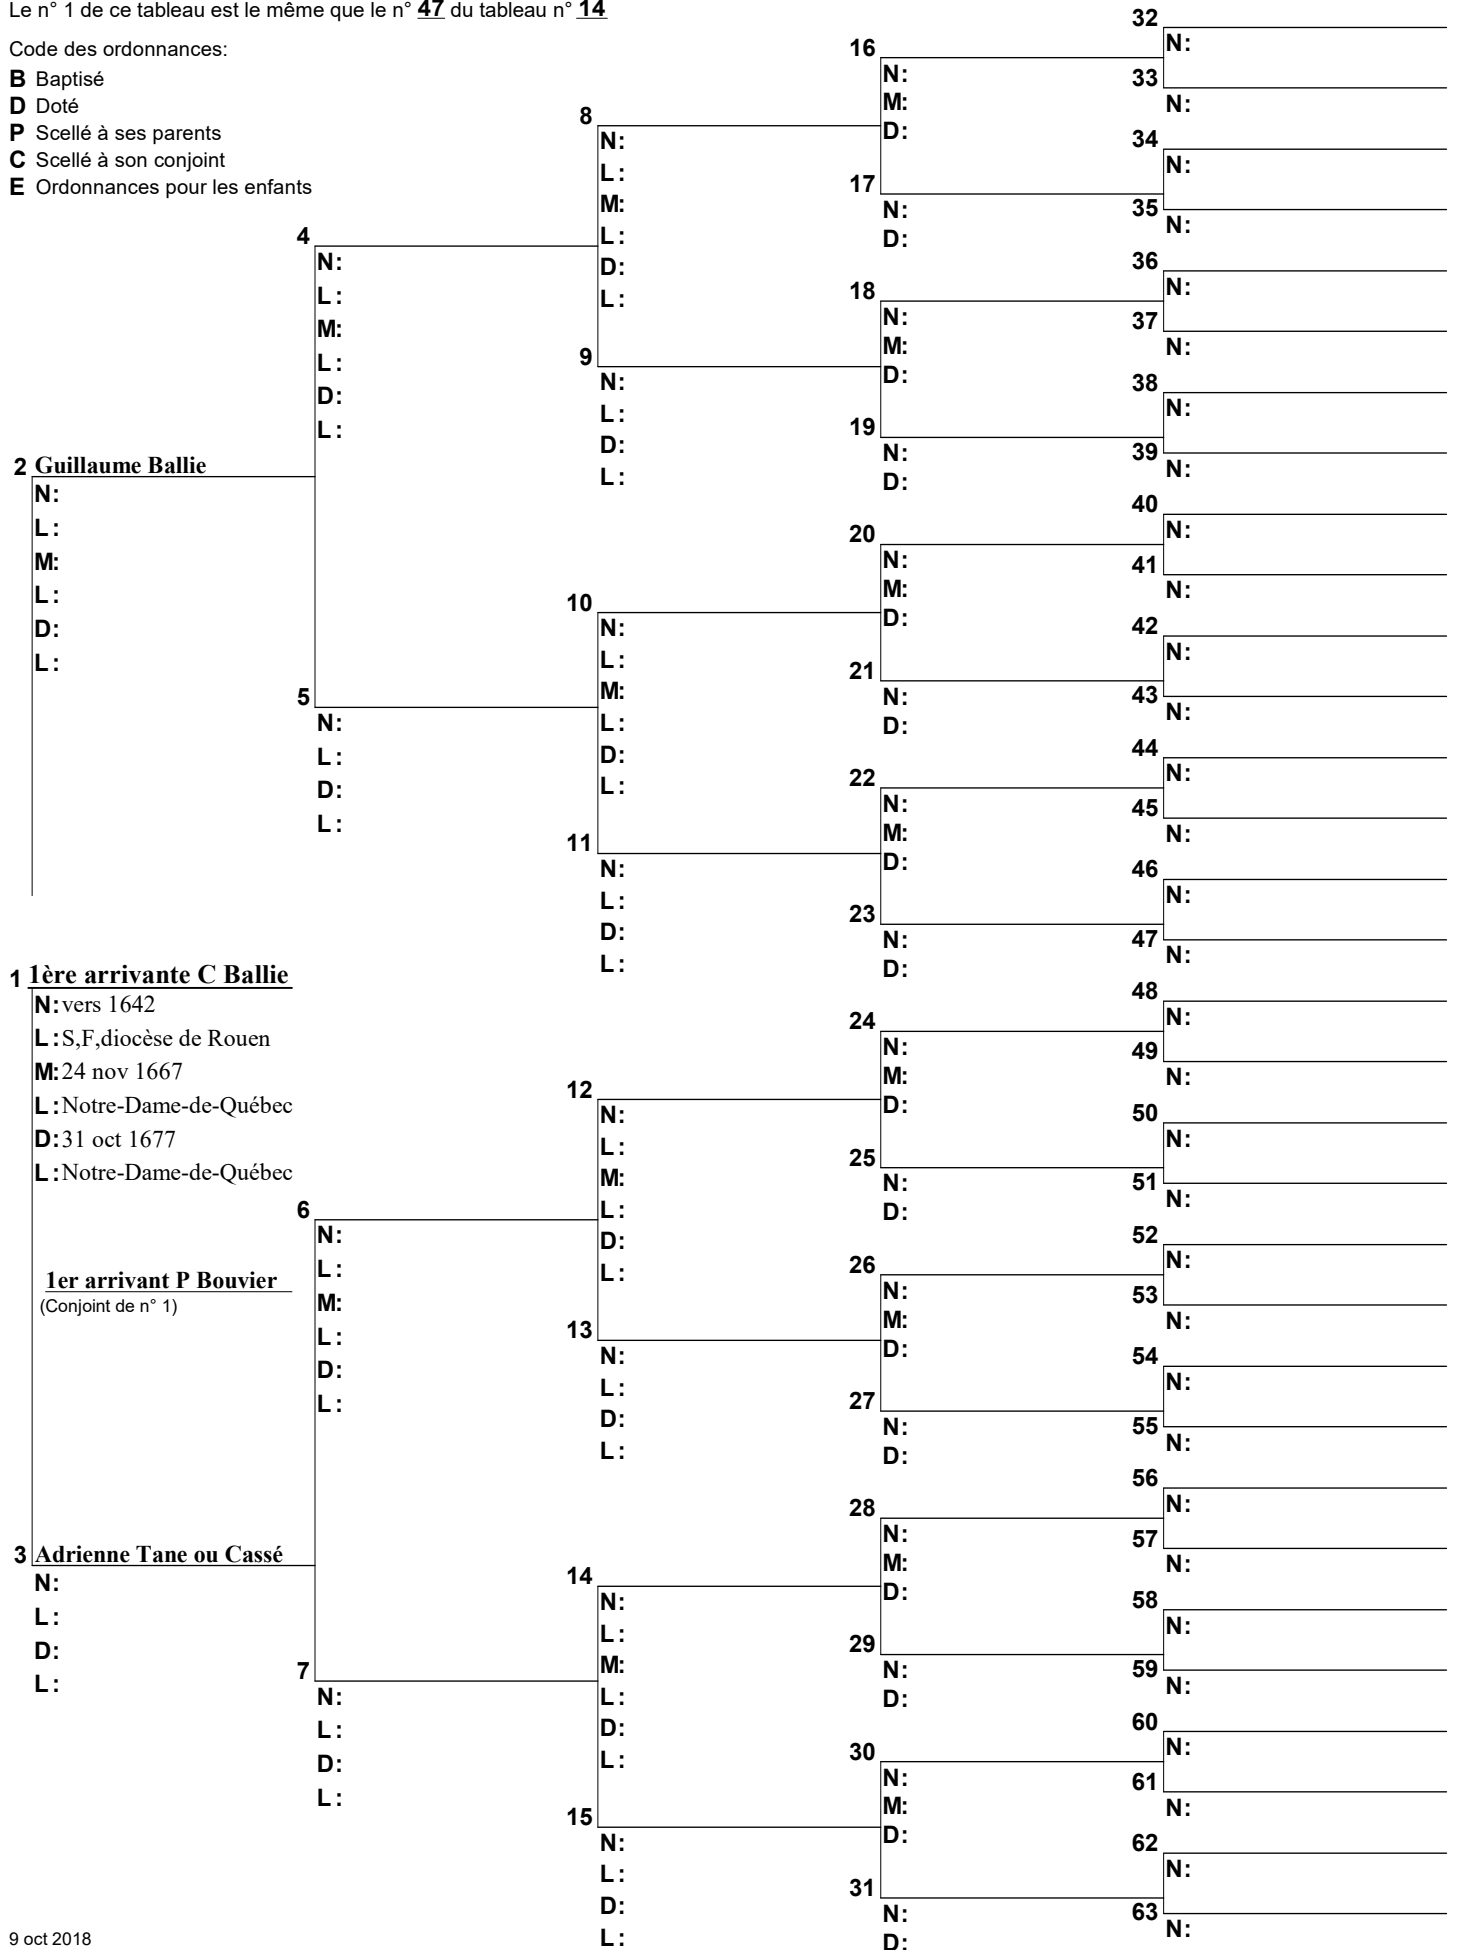 Le n° 1 de ce tableau est le même que le n° 47 du tableau n° 14
Code des ordonnances:
B Baptisé
D Doté
P Scellé à ses parents
C Scellé à son conjoint
E Ordonnances pour les enfants
2 Guillaume Ballie
N:
L:
M:
L:
D:
L:
1 1ère arrivante C Ballie
N: vers 1642
L: S,F,diocèse de Rouen
M: 24 nov 1667
L: Notre-Dame-de-Québec
D: 31 oct 1677
L: Notre-Dame-de-Québec
1er arrivant P Bouvier
(Conjoint de n° 1)
3 Adrienne Tane ou Cassé
N:
L:
D:
L:
4
N:
L:
M:
L:
D:
L:
5
N:
L:
D:
L:
6
N:
L:
M:
L:
D:
L:
7
N:
L:
D:
L:
8
N:
L:
M:
L:
D:
L:
9
N:
L:
D:
L:
10
N:
L:
M:
L:
D:
L:
11
N:
L:
D:
L:
12
N:
L:
M:
L:
D:
L:
13
N:
L:
D:
L:
14
N:
L:
M:
L:
D:
L:
15
N:
L:
D:
L:
16
N:
M:
D:
17
N:
D:
18
N:
M:
D:
19
N:
D:
20
N:
M:
D:
21
N:
D:
22
N:
M:
D:
23
N:
D:
24
N:
M:
D:
25
N:
D:
26
N:
M:
D:
27
N:
D:
28
N:
M:
D:
29
N:
D:
30
N:
M:
D:
31
N:
D:
32
N:
33
N:
34
N:
35
N:
36
N:
37
N:
38
N:
39
N:
40
N:
41
N:
42
N:
43
N:
44
N:
45
N:
46
N:
47
N:
48
N:
49
N:
50
N:
51
N:
52
N:
53
N:
54
N:
55
N:
56
N:
57
N:
58
N:
59
N:
60
N:
61
N:
62
N:
63
N:
9 oct 2018